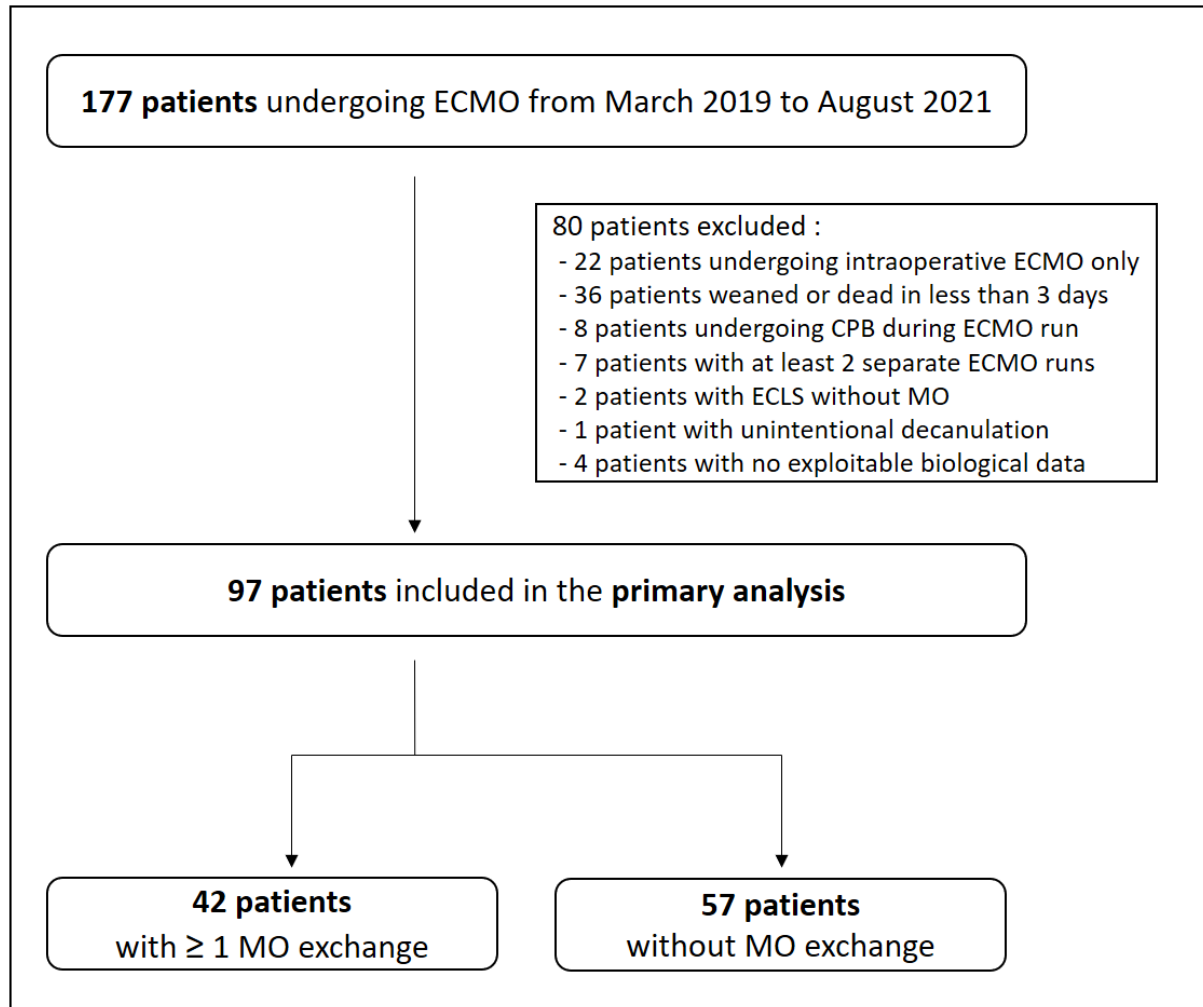 177 patients undergoing ECMO from March 2019 to August 2021
80 patients excluded :
- 22 patients undergoing intraoperative ECMO only
- 36 patients weaned or dead in less than 3 days
- 8 patients undergoing CPB during ECMO run
- 7 patients with at least 2 separate ECMO runs
- 2 patients with ECLS without MO
- 1 patient with unintentional decanulation
- 4 patients with no exploitable biological data
97 patients included in the primary analysis
42 patients
with ≥ 1 MO exchange
57 patients
without MO exchange